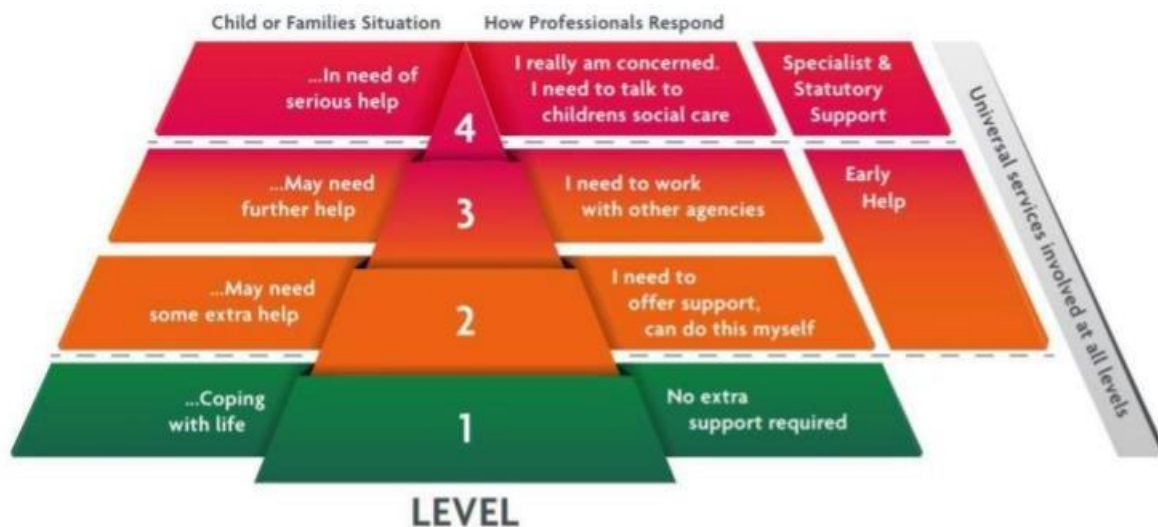 Child or Families Situation
How Professionals Respond
...In need of
serious help
4
I really am concerned.
I need to talk to
childrens social care
Specialist &
Statutory
Support
...May need
further help
3
I need to work
with other agencies
Early
Help
...May need
some extra help
2
I need to
offer support,
can do this myself
...Coping
with life
1
No extra
support required
Universal services involved at all levels
LEVEL